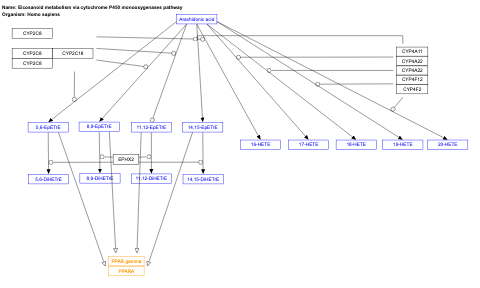 Name: Eicosanoid metabolism via cytochrome P450 monooxygenases pathway
Organism: Homo sapiens
Arachidonic acid
CYP2C8
CYP2C8
CYP2C18
CYP2C8
CYP4A11
CYP4A22
CYP4A22
CYP4F12
CYP4F2
5,6-EpETrE
8,9-EpETrE
11,12-EpETrE
14,15-EpETrE
16-HETE
17-HETE
18-HETE
19-HETE
20-HETE
EPHX2
5,6-DiHETrE
8,9-DiHETrE
11,12-DiHETrE
14,15-DiHETrE
PPAR gamma
PPARA